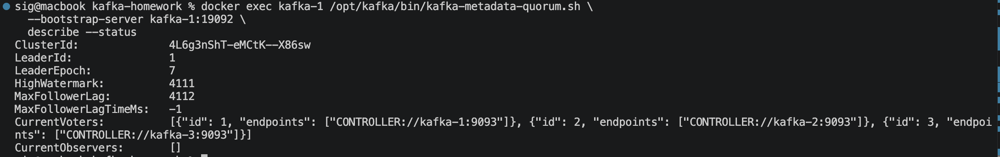 sig@macbook kafka-homework % docker exec kafka-1 /opt/kafka/bin/kafka-metadata-quorum.sh \
--bootstrap-server kafka-1:19092 \
describe --status
ClusterId: 4L6g3nShT-eMCtK--X86sw
LeaderId: 1
LeaderEpoch: 7
HighWatermark: 4111
MaxFollowerLag: 4112
MaxFollowerLagTimeMs: -1
CurrentVoters: [{"id": 1, "endpoints": ["CONTROLLER://kafka-1:9093"]}, {"id": 2, "endpoints": ["CONTROLLER://kafka-2:9093"]}, {"id": 3, "endpoi
nts": ["CONTROLLER://kafka-3:9093"]}]
CurrentObservers: []